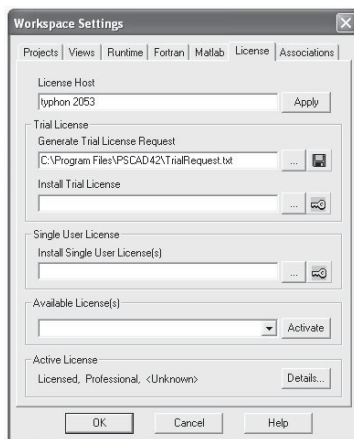 Workspace Settings
Projects Views Runtime Fortran Matlab License Associations
License Host
typhon 2053
Apply
Trial License
Generate Trial License Request
C:\Program Files\PSCAD42\TrialRequest.txt
...
Install Trial License
...
Single User License
Install Single User License(s)
...
Available License(s)
Activate
Active License
Licensed, Professional, <Unknown>
Details...
OK Cancel Help